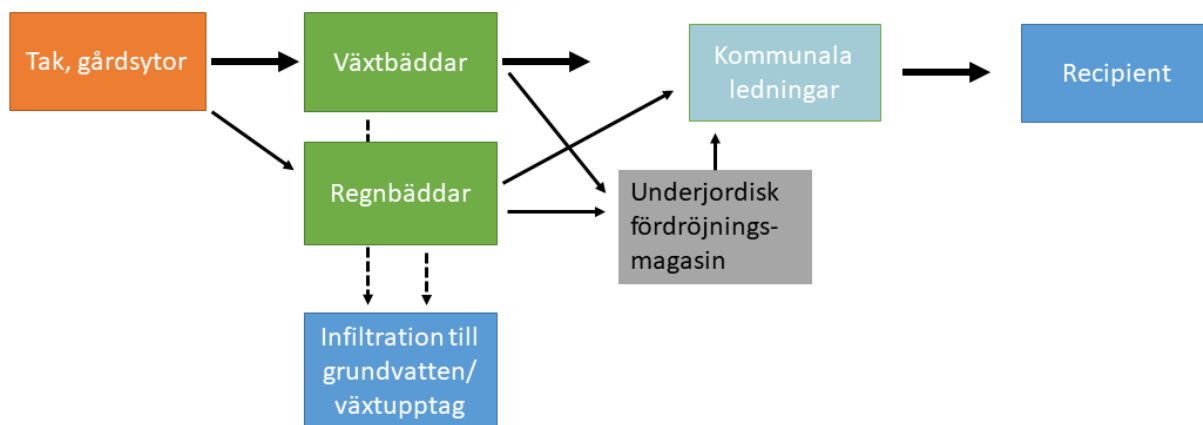 Tak, gårdsytor
Växtbäddar
Kommunala
ledningar
Recipient
Regnbäddar
Underjordisk
fördröjnings-
magasin
Infiltration till
grundvatten/
växtupptag